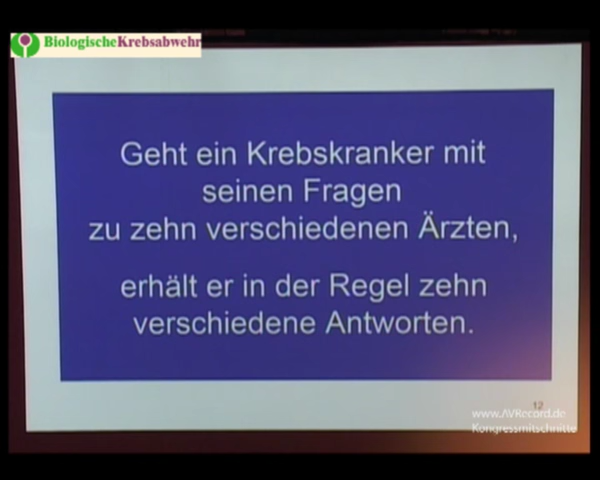 BiologischeKrebsabwehr
Geht ein Krebskranker mit
seinen Fragen
zu zehn verschiedenen Ärzten,
erhält er in der Regel zehn
verschiedene Antworten.
12
www.AVRecord.de
Kongressmitschnitte